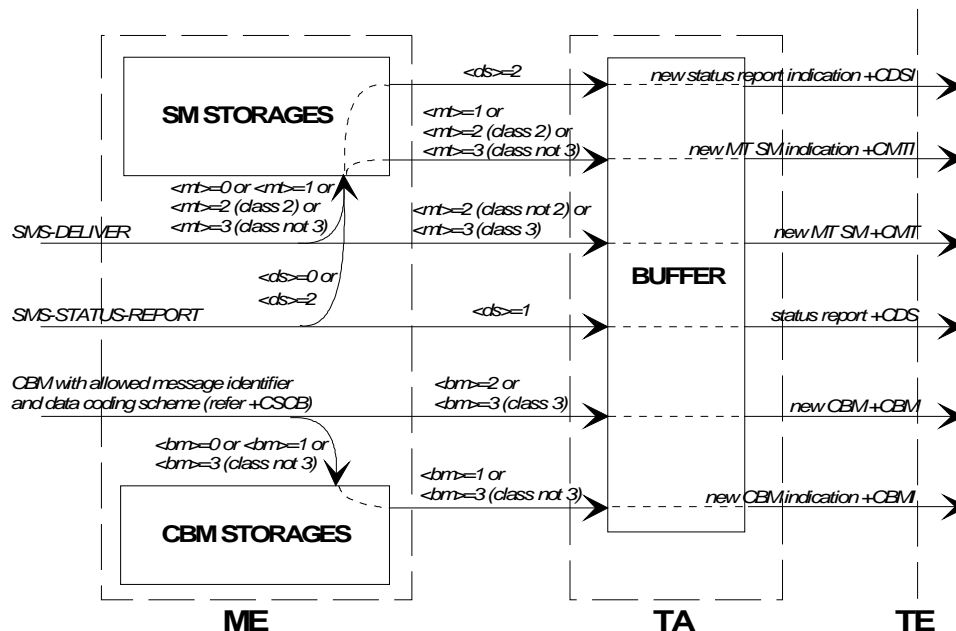 <ds>=2
new status report indication +CDSI
SM STORAGES
<mt>=1 or
<mt>=2 (class 2) or
<mt>=3 (class not 3)
new MT SM indication +CMTI
<mt>=0 or <mt>=1 or
<mt>=2 (class 2) or
<mt>=3 (class not 3)
<mt>=2 (class not 2) or
<mt>=3 (class 3)
SMS-DELIVER
new MT SM +CMT
BUFFER
<ds>=0 or
<ds>=2
SMS-STATUS-REPORT
<ds>=1
status report +CDS
CBM with allowed message identifier
and data coding scheme (refer +CSCB)
<bm>=2 or
<bm>=3 (class 3)
new CBM +CBM
<bm>=0 or <bm>=1 or
<bm>=3 (class not 3)
<bm>=1 or
<bm>=3 (class not 3)
new CBM indication +CBMI
CBM STORAGES
ME
TA
TE